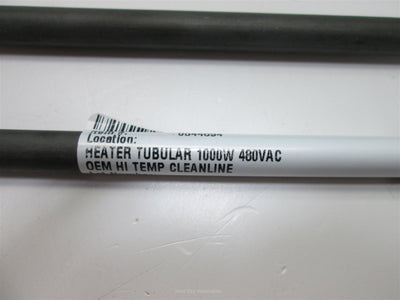 Location:
HEATER TUBULAR 1000W 480VAC
OEM HI TEMP CLEANLINE